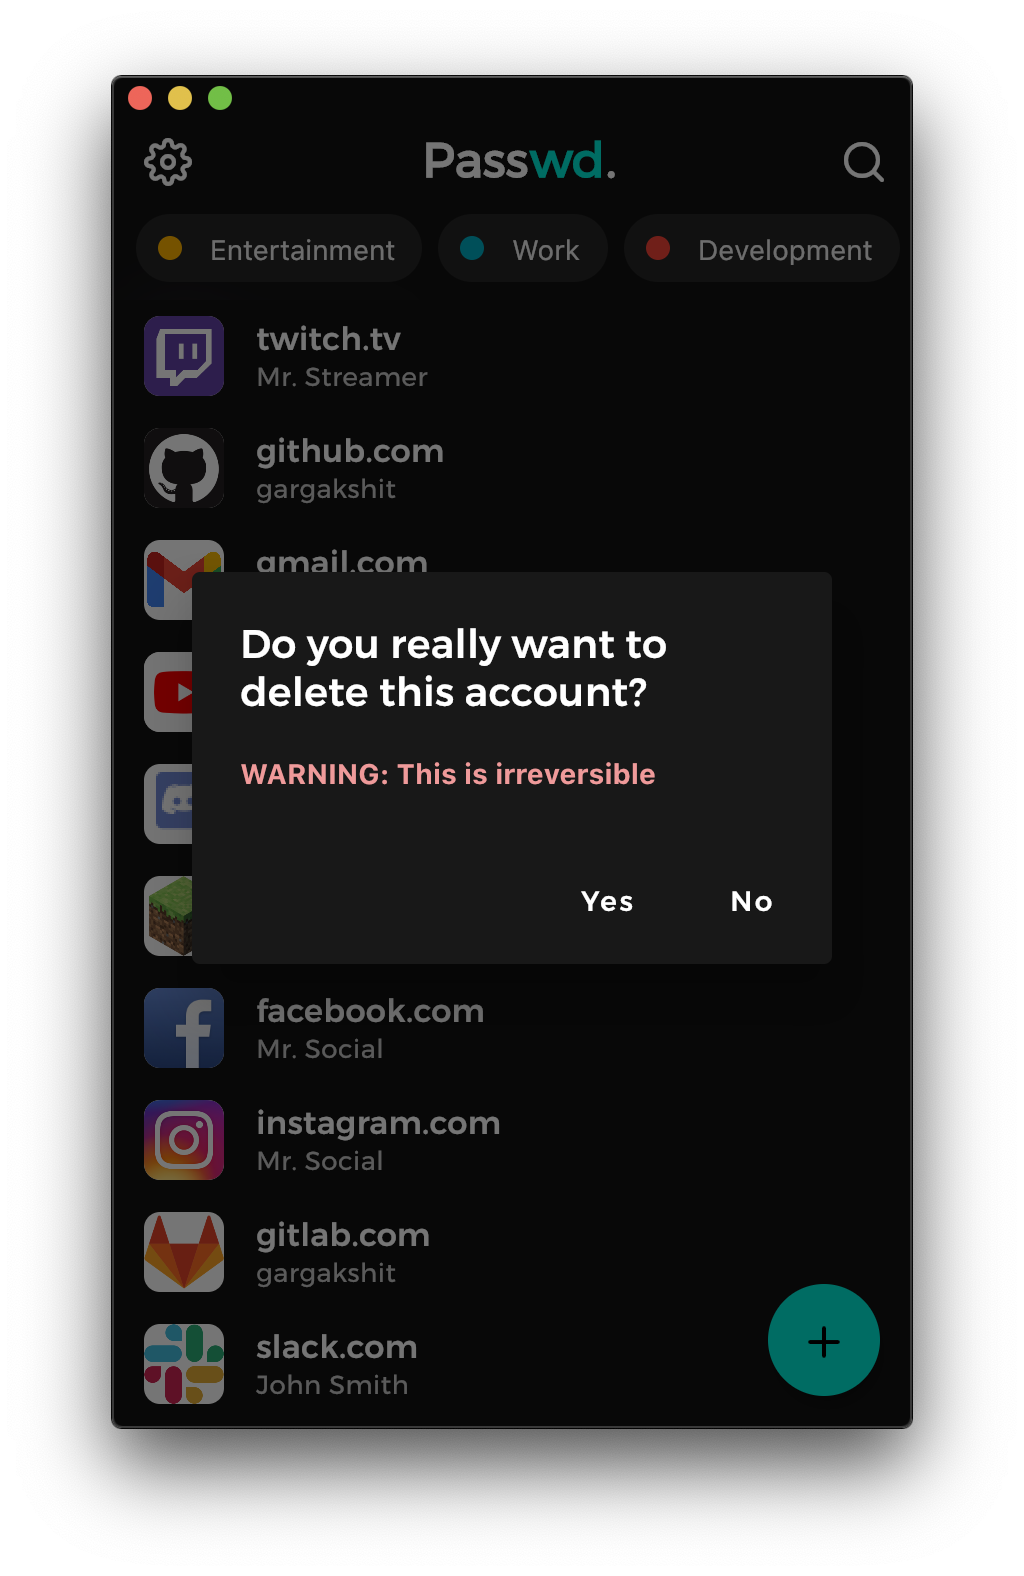 Passwd.
Entertainment
Work
Development
twitch.tv
Mr. Streamer
github.com
gargakshit
gmail.com
Do you really want to
delete this account?
WARNING: This is irreversible
Yes
No
facebook.com
Mr. Social
instagram.com
Mr. Social
gitlab.com
gargakshit
slack.com
John Smith